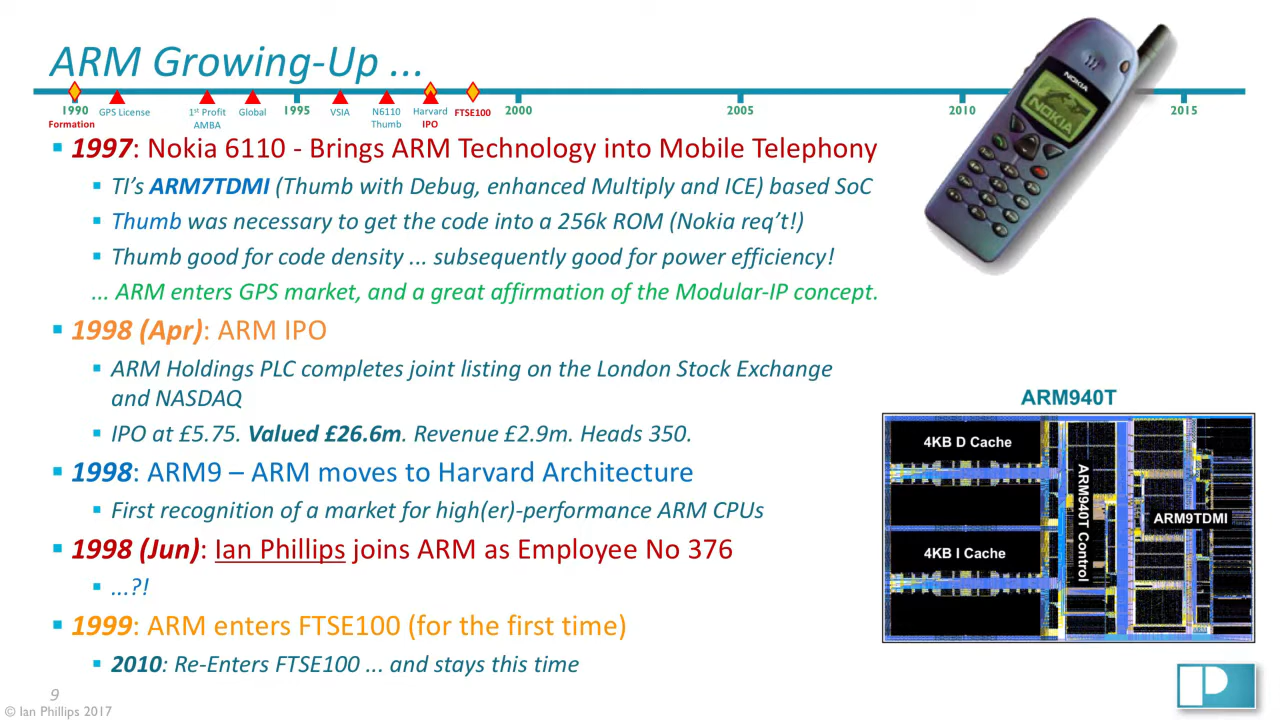 ARM Growing-Up ...
1990 GPS License 1st Profit Global 1995 VSIA N6110 Harvard FTSE100 2000 2005 2010 2015
Formation AMBA Thumb IPO
NOKIA
NOKIA
▪ 1997: Nokia 6110 - Brings ARM Technology into Mobile Telephony
▪ TI’s ARM7TDMI (Thumb with Debug, enhanced Multiply and ICE) based SoC
▪ Thumb was necessary to get the code into a 256k ROM (Nokia req’t!)
▪ Thumb good for code density ... subsequently good for power efficiency!
... ARM enters GPS market, and a great affirmation of the Modular-IP concept.
▪ 1998 (Apr): ARM IPO
▪ ARM Holdings PLC completes joint listing on the London Stock Exchange
and NASDAQ
▪ IPO at £5.75. Valued £26.6m. Revenue £2.9m. Heads 350.
▪ 1998: ARM9 – ARM moves to Harvard Architecture
▪ First recognition of a market for high(er)-performance ARM CPUs
▪ 1998 (Jun): Ian Phillips joins ARM as Employee No 376
▪ ...?!
▪ 1999: ARM enters FTSE100 (for the first time)
▪ 2010: Re-Enters FTSE100 ... and stays this time
ARM940T
4KB D Cache
4KB I Cache
ARM940T Control
ARM9TDMI
9
© Ian Phillips 2017